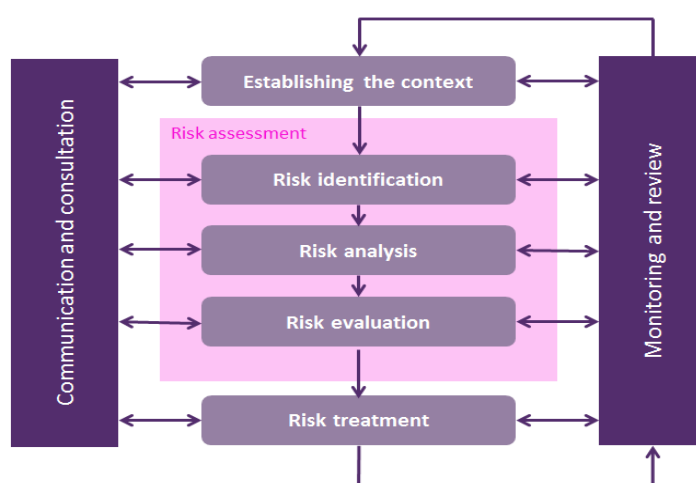 Establishing the context
Communication and consultation
Monitoring and review
Risk assessment
Risk identification
Risk analysis
Risk evaluation
Risk treatment